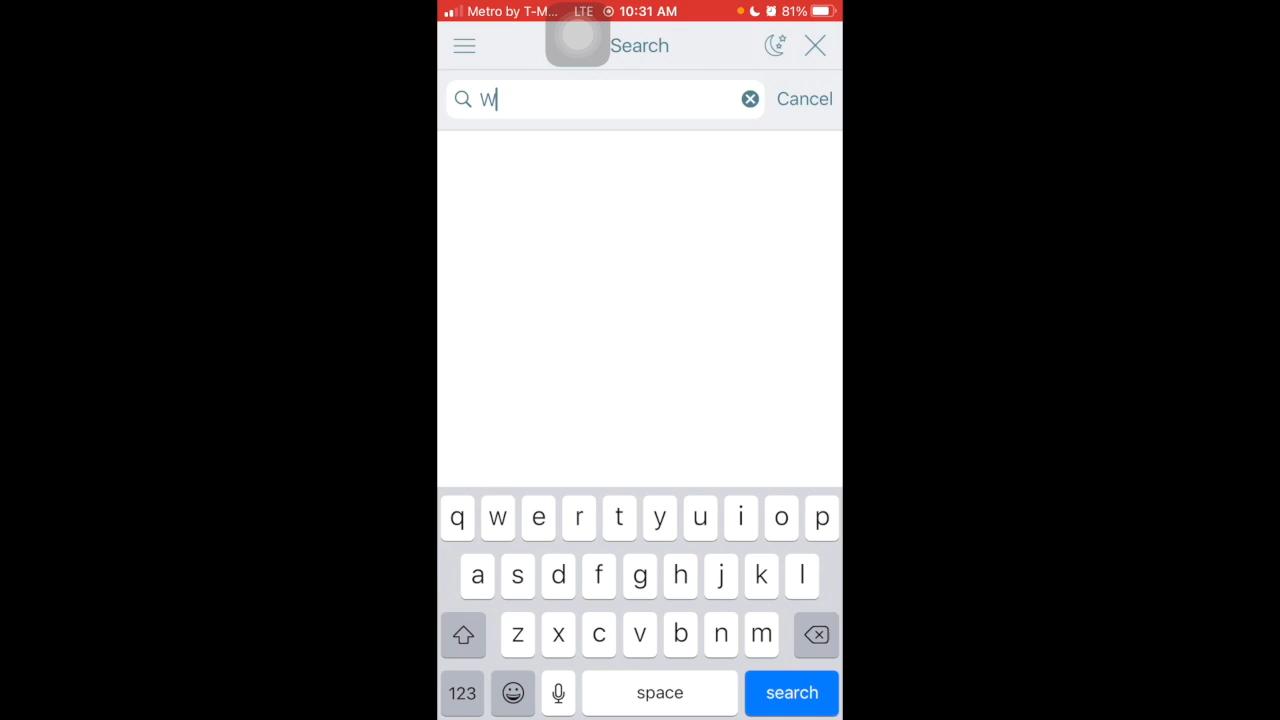 Metro by T-M... LTE 10:31 AM 81%
Search
W Cancel
q w e r t y u i o p
a s d f g h j k l
z x c v b n m
123 space search